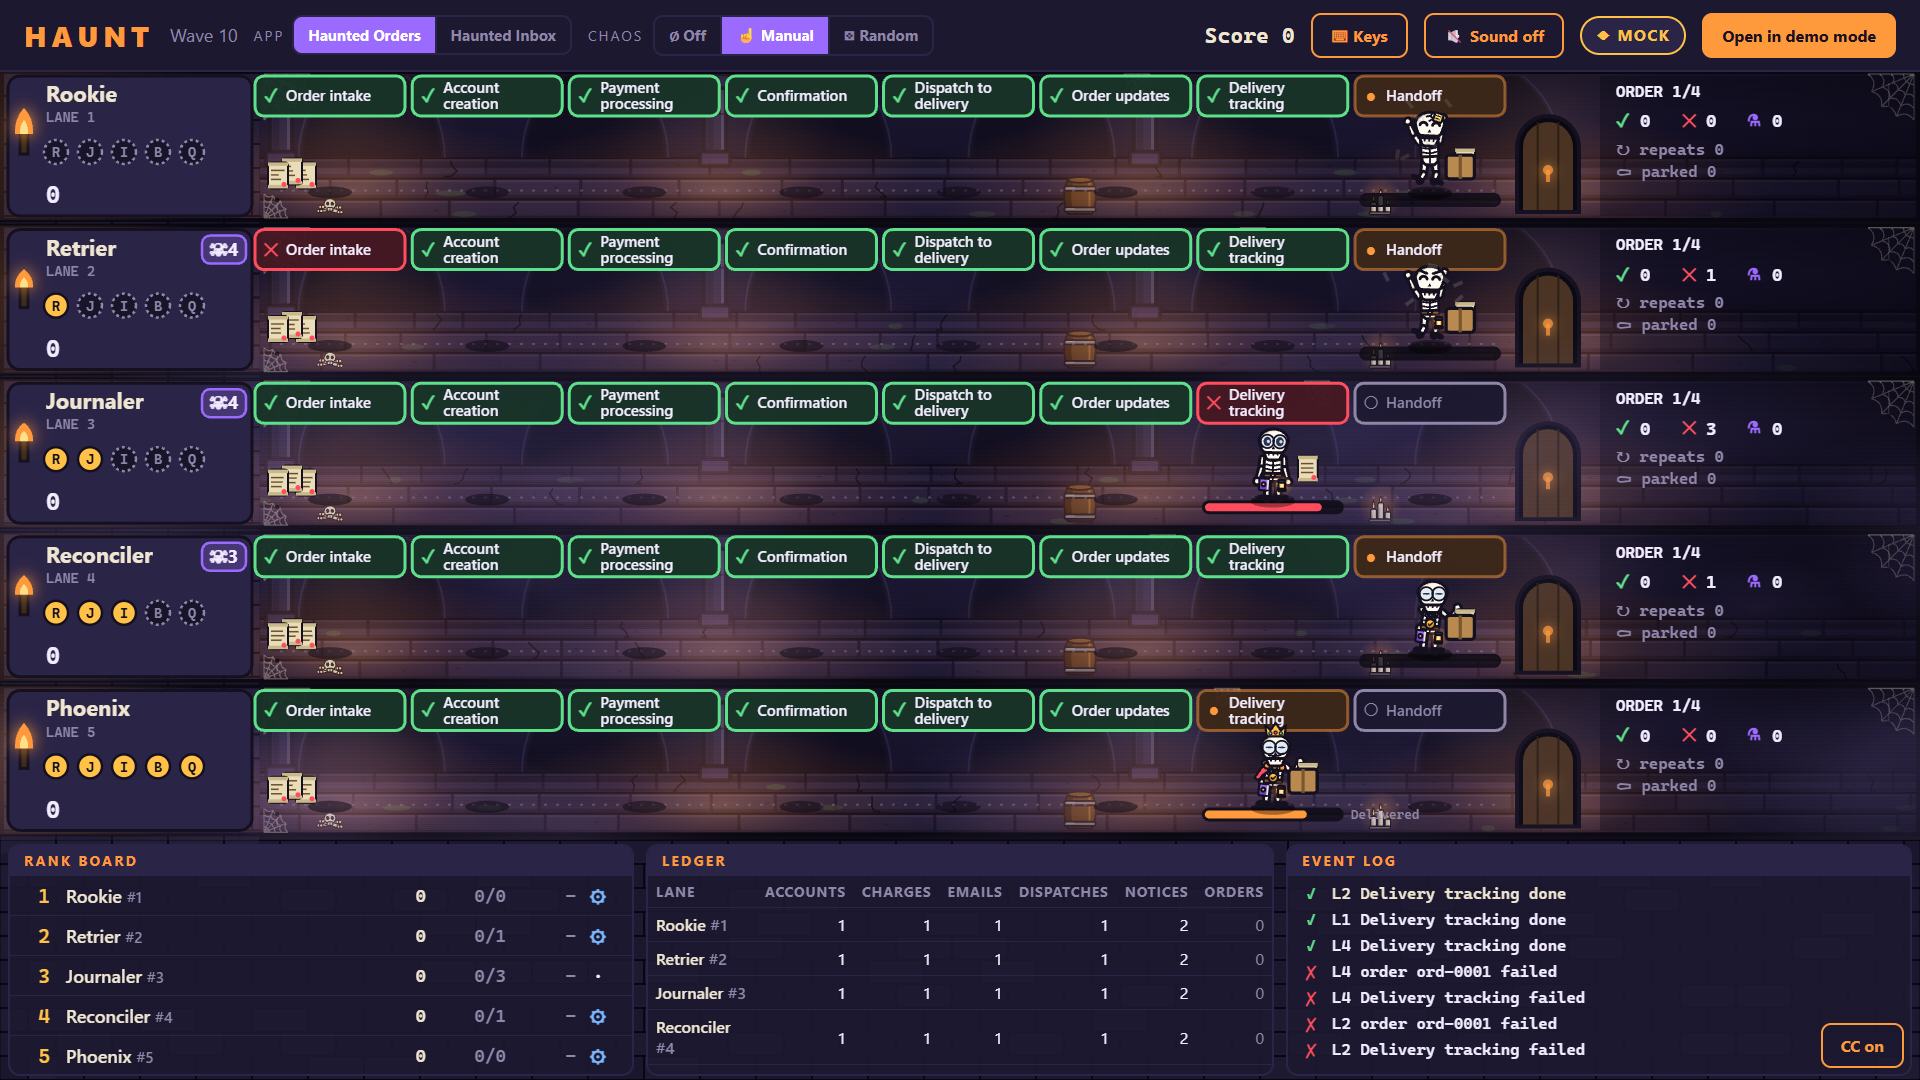 HAUNT Wave 10 APP Haunted Orders Haunted Inbox CHAOS Ø Off Manual Random Score 0 Keys Sound off MOCK Open in demo mode
Rookie
LANE 1
R J I B Q
0
Order intake
Account creation
Payment processing
Confirmation
Dispatch to delivery
Order updates
Delivery tracking
Handoff
ORDER 1/4
✓ 0 ✕ 0 0
↻ repeats 0
parked 0
Retrier 4
LANE 2
R J I B Q
0
Order intake
Account creation
Payment processing
Confirmation
Dispatch to delivery
Order updates
Delivery tracking
Handoff
ORDER 1/4
✓ 0 ✕ 1 0
↻ repeats 0
parked 0
Journaler 4
LANE 3
R J I B Q
0
Order intake
Account creation
Payment processing
Confirmation
Dispatch to delivery
Order updates
Delivery tracking
Handoff
ORDER 1/4
✓ 0 ✕ 3 0
↻ repeats 0
parked 0
Reconciler 3
LANE 4
R J I B Q
0
Order intake
Account creation
Payment processing
Confirmation
Dispatch to delivery
Order updates
Delivery tracking
Handoff
ORDER 1/4
✓ 0 ✕ 1 0
↻ repeats 0
parked 0
Phoenix
LANE 5
R J I B Q
0
Order intake
Account creation
Payment processing
Confirmation
Dispatch to delivery
Order updates
Delivery tracking
Handoff
Delivered
ORDER 1/4
✓ 0 ✕ 0 0
↻ repeats 0
parked 0
RANK BOARD
1 Rookie #1 0 0/0 –
2 Retrier #2 0 0/1 –
3 Journaler #3 0 0/3 – ·
4 Reconciler #4 0 0/1 –
5 Phoenix #5 0 0/0 –
LEDGER
LANE ACCOUNTS CHARGES EMAILS DISPATCHES NOTICES ORDERS
Rookie #1 1 1 1 1 2 0
Retrier #2 1 1 1 1 2 0
Journaler #3 1 1 1 1 2 0
Reconciler #4 1 1 1 1 2 0
EVENT LOG
✓ L2 Delivery tracking done
✓ L1 Delivery tracking done
✓ L4 Delivery tracking done
✗ L4 order ord-0001 failed
✗ L4 Delivery tracking failed
✗ L2 order ord-0001 failed
✗ L2 Delivery tracking failed
CC on